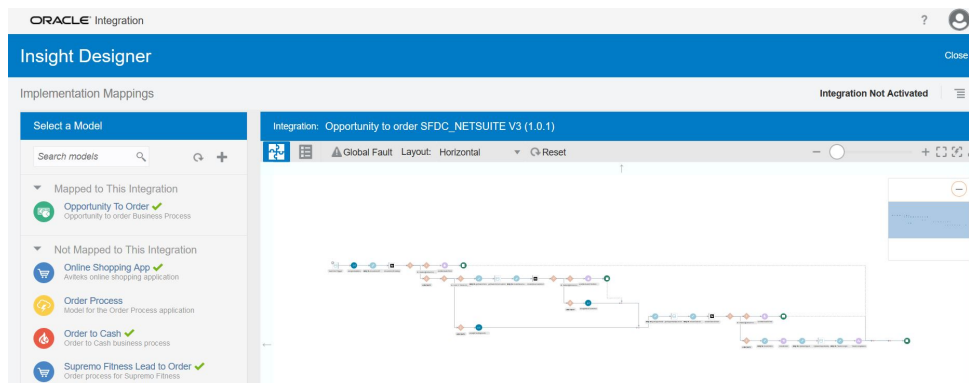 ORACLE Integration
?
Insight Designer
Close
Implementation Mappings
Integration Not Activated
Select a Model
Integration: Opportunity to order SFDC_NETSUITE V3 (1.0.1)
Search models
Global Fault Layout: Horizontal Reset
Mapped to This Integration
Opportunity To Order
Opportunity to order Business Process
Not Mapped to This Integration
Online Shopping App
Aviteks online shopping application
Order Process
Model for the Order Process application
Order to Cash
Order to Cash business process
Supremo Fitness Lead to Order
Order process for Supremo Fitness